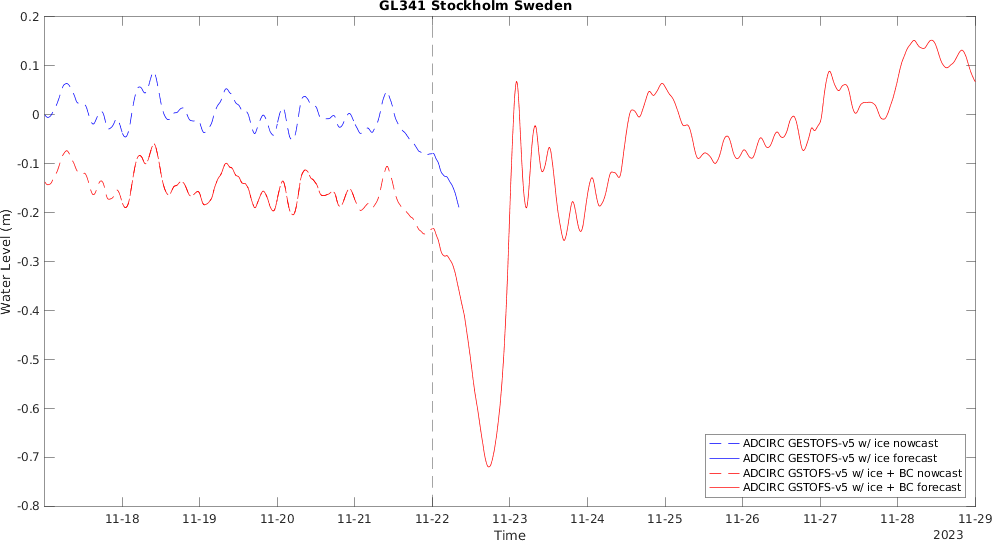 GL341 Stockholm Sweden
0.2
0.1
0
-0.1
-0.2
-0.3
-0.4
-0.5
-0.6
-0.7
-0.8
Water Level (m)
ADCIRC GESTOFS-v5 w/ ice nowcast
ADCIRC GESTOFS-v5 w/ ice forecast
ADCIRC GSTOFS-v5 w/ ice + BC nowcast
ADCIRC GSTOFS-v5 w/ ice + BC forecast
11-18 11-19 11-20 11-21 11-22 11-23 11-24 11-25 11-26 11-27 11-28 11-29
Time
2023